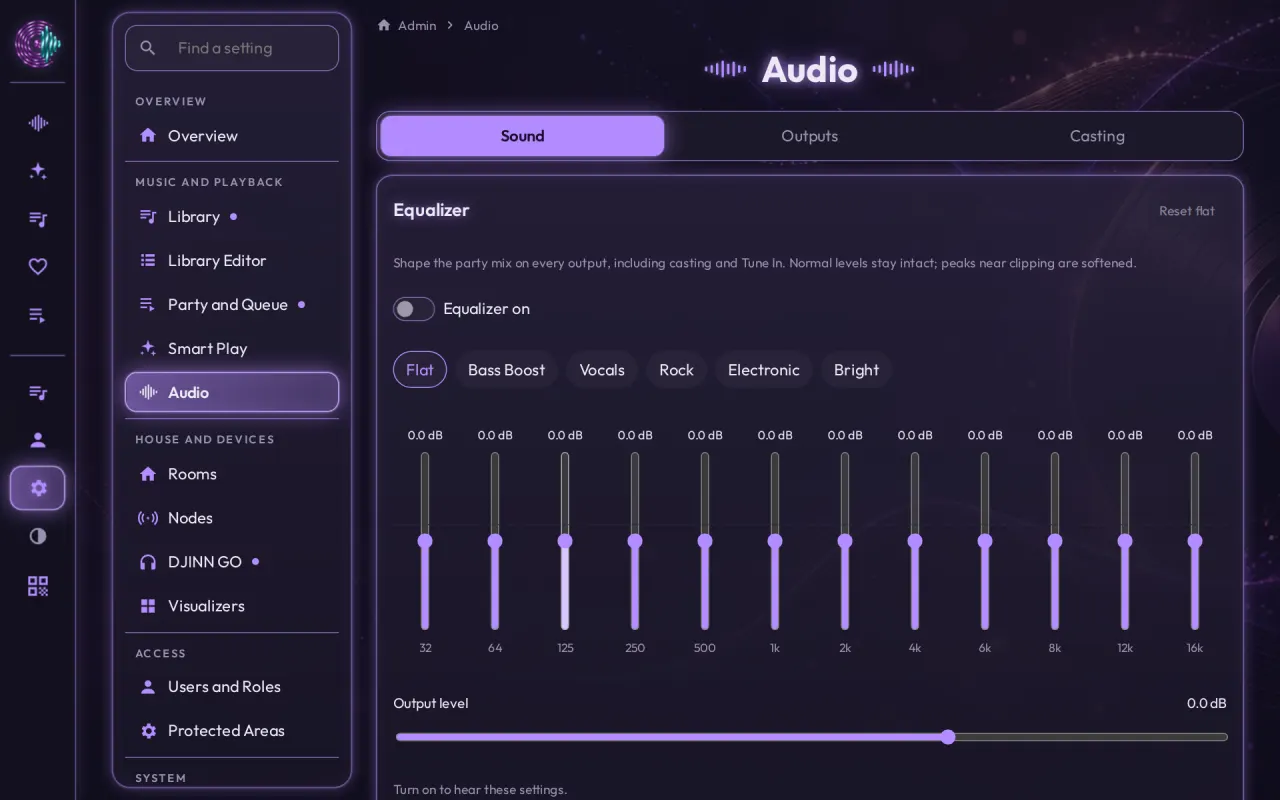 Admin > Audio
Find a setting
Audio
OVERVIEW
Overview
MUSIC AND PLAYBACK
Library
Library Editor
Party and Queue
Smart Play
Audio
HOUSE AND DEVICES
Rooms
Nodes
DJINN GO
Visualizers
ACCESS
Users and Roles
Protected Areas
SYSTEM
Sound Outputs Casting
Equalizer Reset flat
Shape the party mix on every output, including casting and Tune In. Normal levels stay intact; peaks near clipping are softened.
Equalizer on
Flat Bass Boost Vocals Rock Electronic Bright
0.0 dB 0.0 dB 0.0 dB 0.0 dB 0.0 dB 0.0 dB 0.0 dB 0.0 dB 0.0 dB 0.0 dB 0.0 dB 0.0 dB
32 64 125 250 500 1k 2k 4k 6k 8k 12k 16k
Output level 0.0 dB
Turn on to hear these settings.